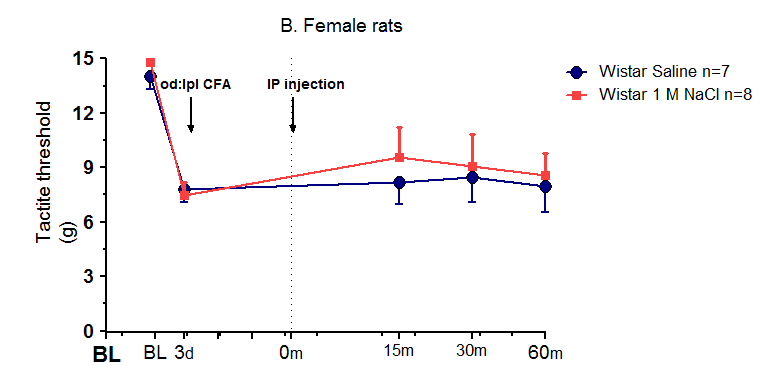 B. Female rats
15
12
9
6
3
0
Tactite threshold
(g)
od:lpl CFA
IP injection
Wistar Saline n=7
Wistar 1 M NaCl n=8
BL BL 3d 0m 15m 30m 60m